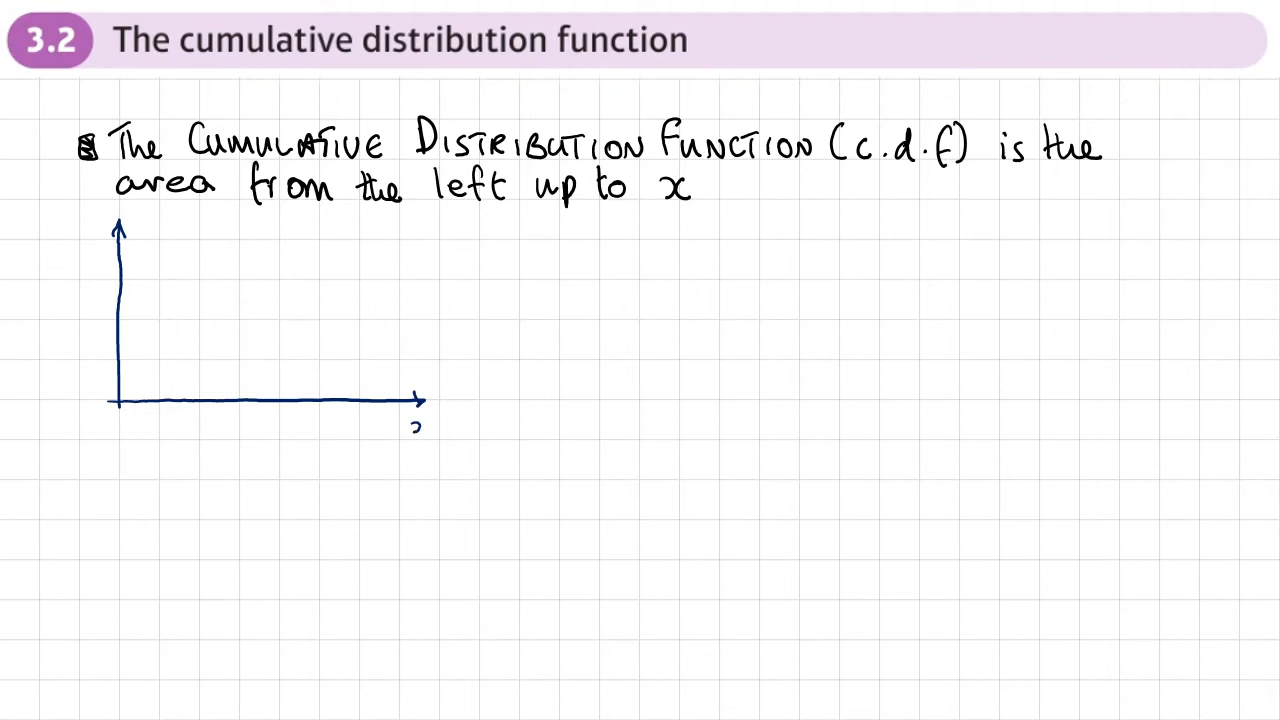 3.2 The cumulative distribution function
The CUMULATIVE DISTRIBUTION FUNCTION (c.d.f) is the
area from the left up to x